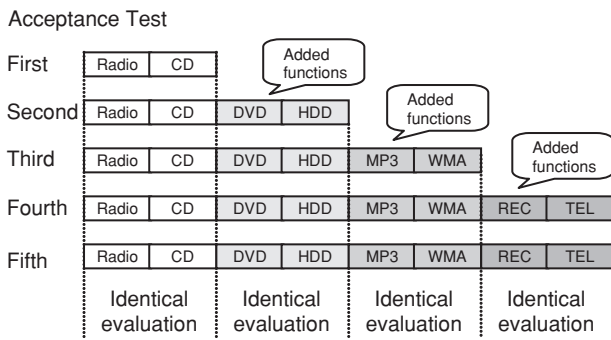 Acceptance Test
Added
functions
First Radio CD
Second Radio CD DVD HDD
Added
functions
Third Radio CD DVD HDD MP3 WMA
Added
functions
Fourth Radio CD DVD HDD MP3 WMA REC TEL
Fifth Radio CD DVD HDD MP3 WMA REC TEL
Identical Identical Identical Identical
evaluation evaluation evaluation evaluation